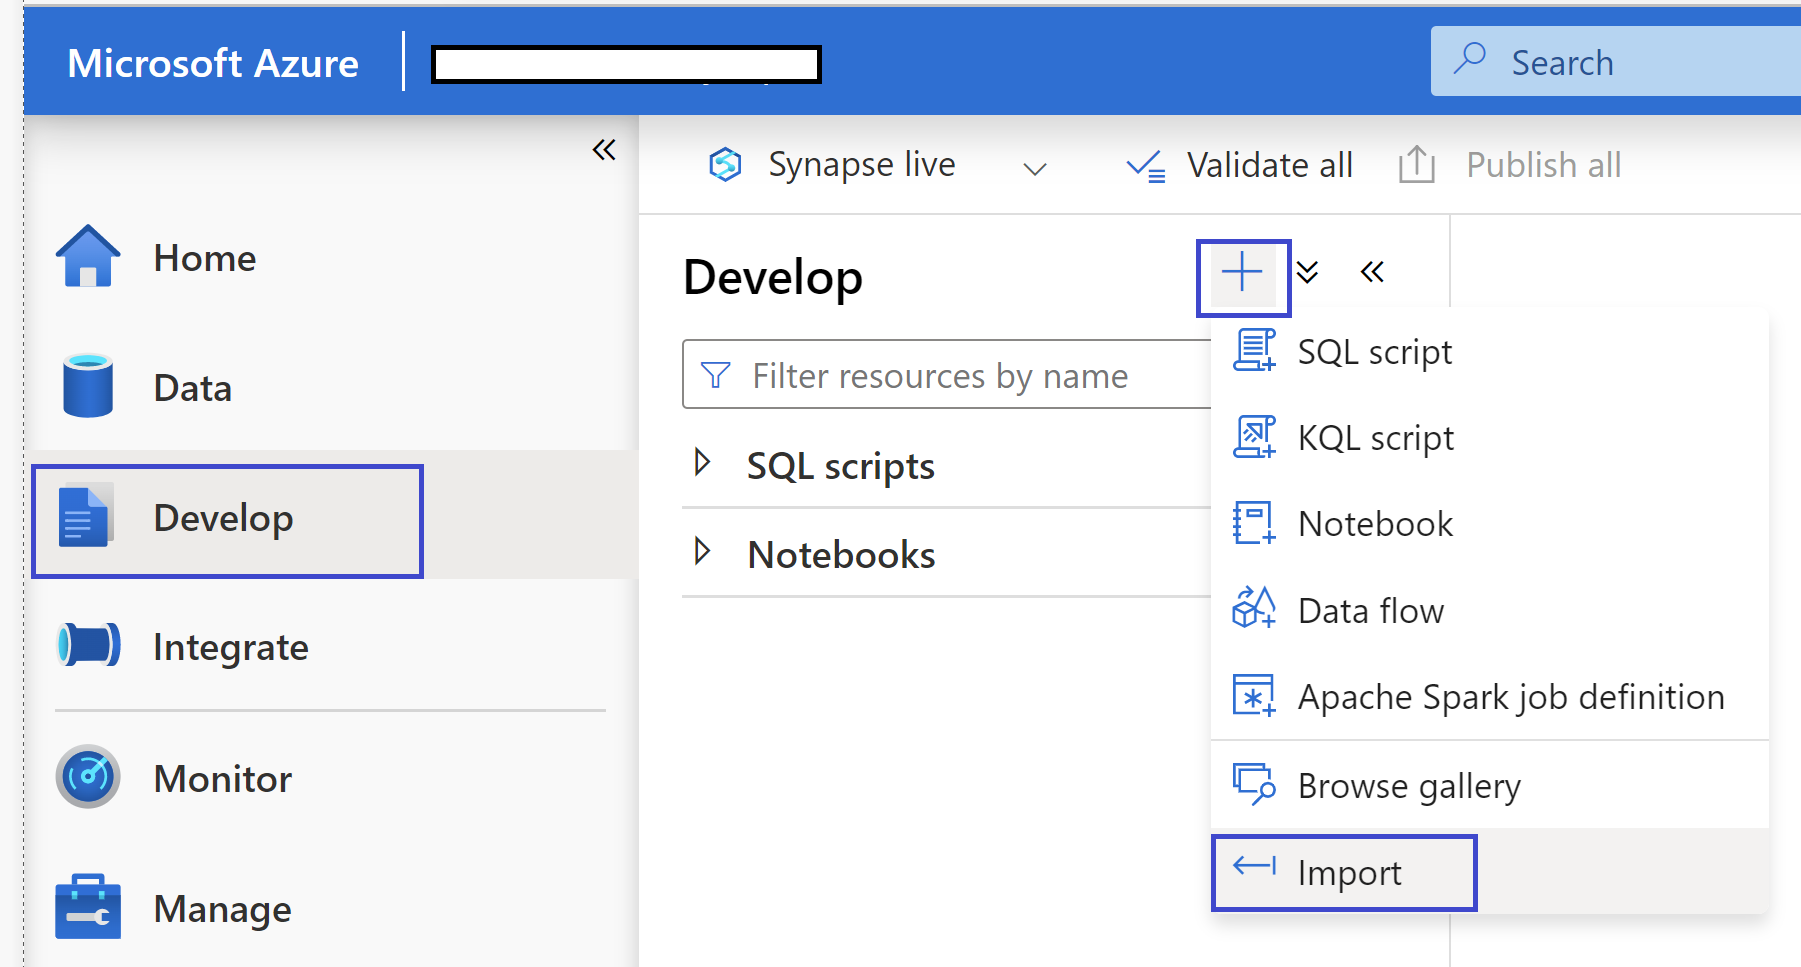 Microsoft Azure
Search
Synapse live
Validate all
Publish all
Home
Data
Develop
Integrate
Monitor
Manage
Develop
Filter resources by name
SQL scripts
Notebooks
SQL script
KQL script
Notebook
Data flow
Apache Spark job definition
Browse gallery
Import